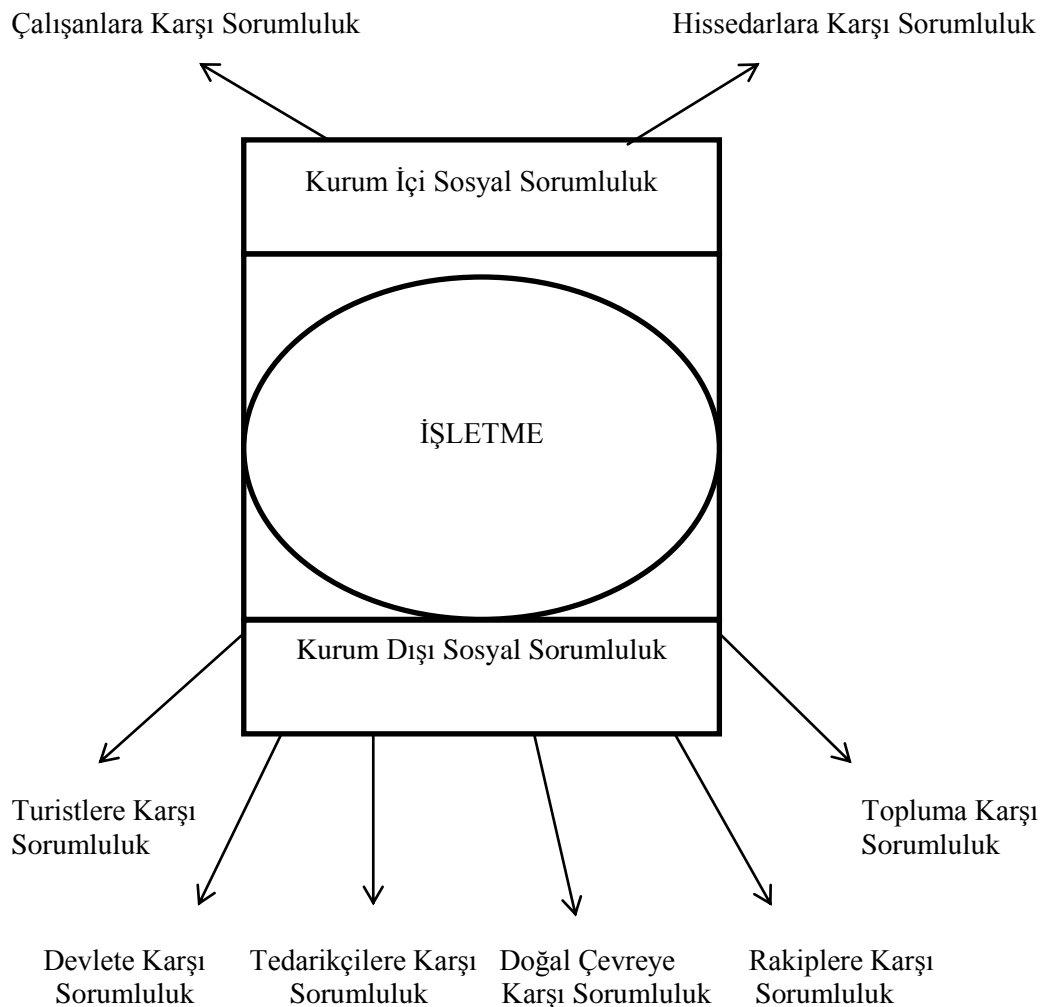 Çalışanlara Karşı Sorumluluk
Hissedarlara Karşı Sorumluluk
Kurum İçi Sosyal Sorumluluk
İŞLETME
Kurum Dışı Sosyal Sorumluluk
Turistlere Karşı
Sorumluluk
Topluma Karşı
Sorumluluk
Devlete Karşı
Sorumluluk
Tedarikçilere Karşı
Sorumluluk
Doğal Çevreye
Karşı Sorumluluk
Rakiplere Karşı
Sorumluluk